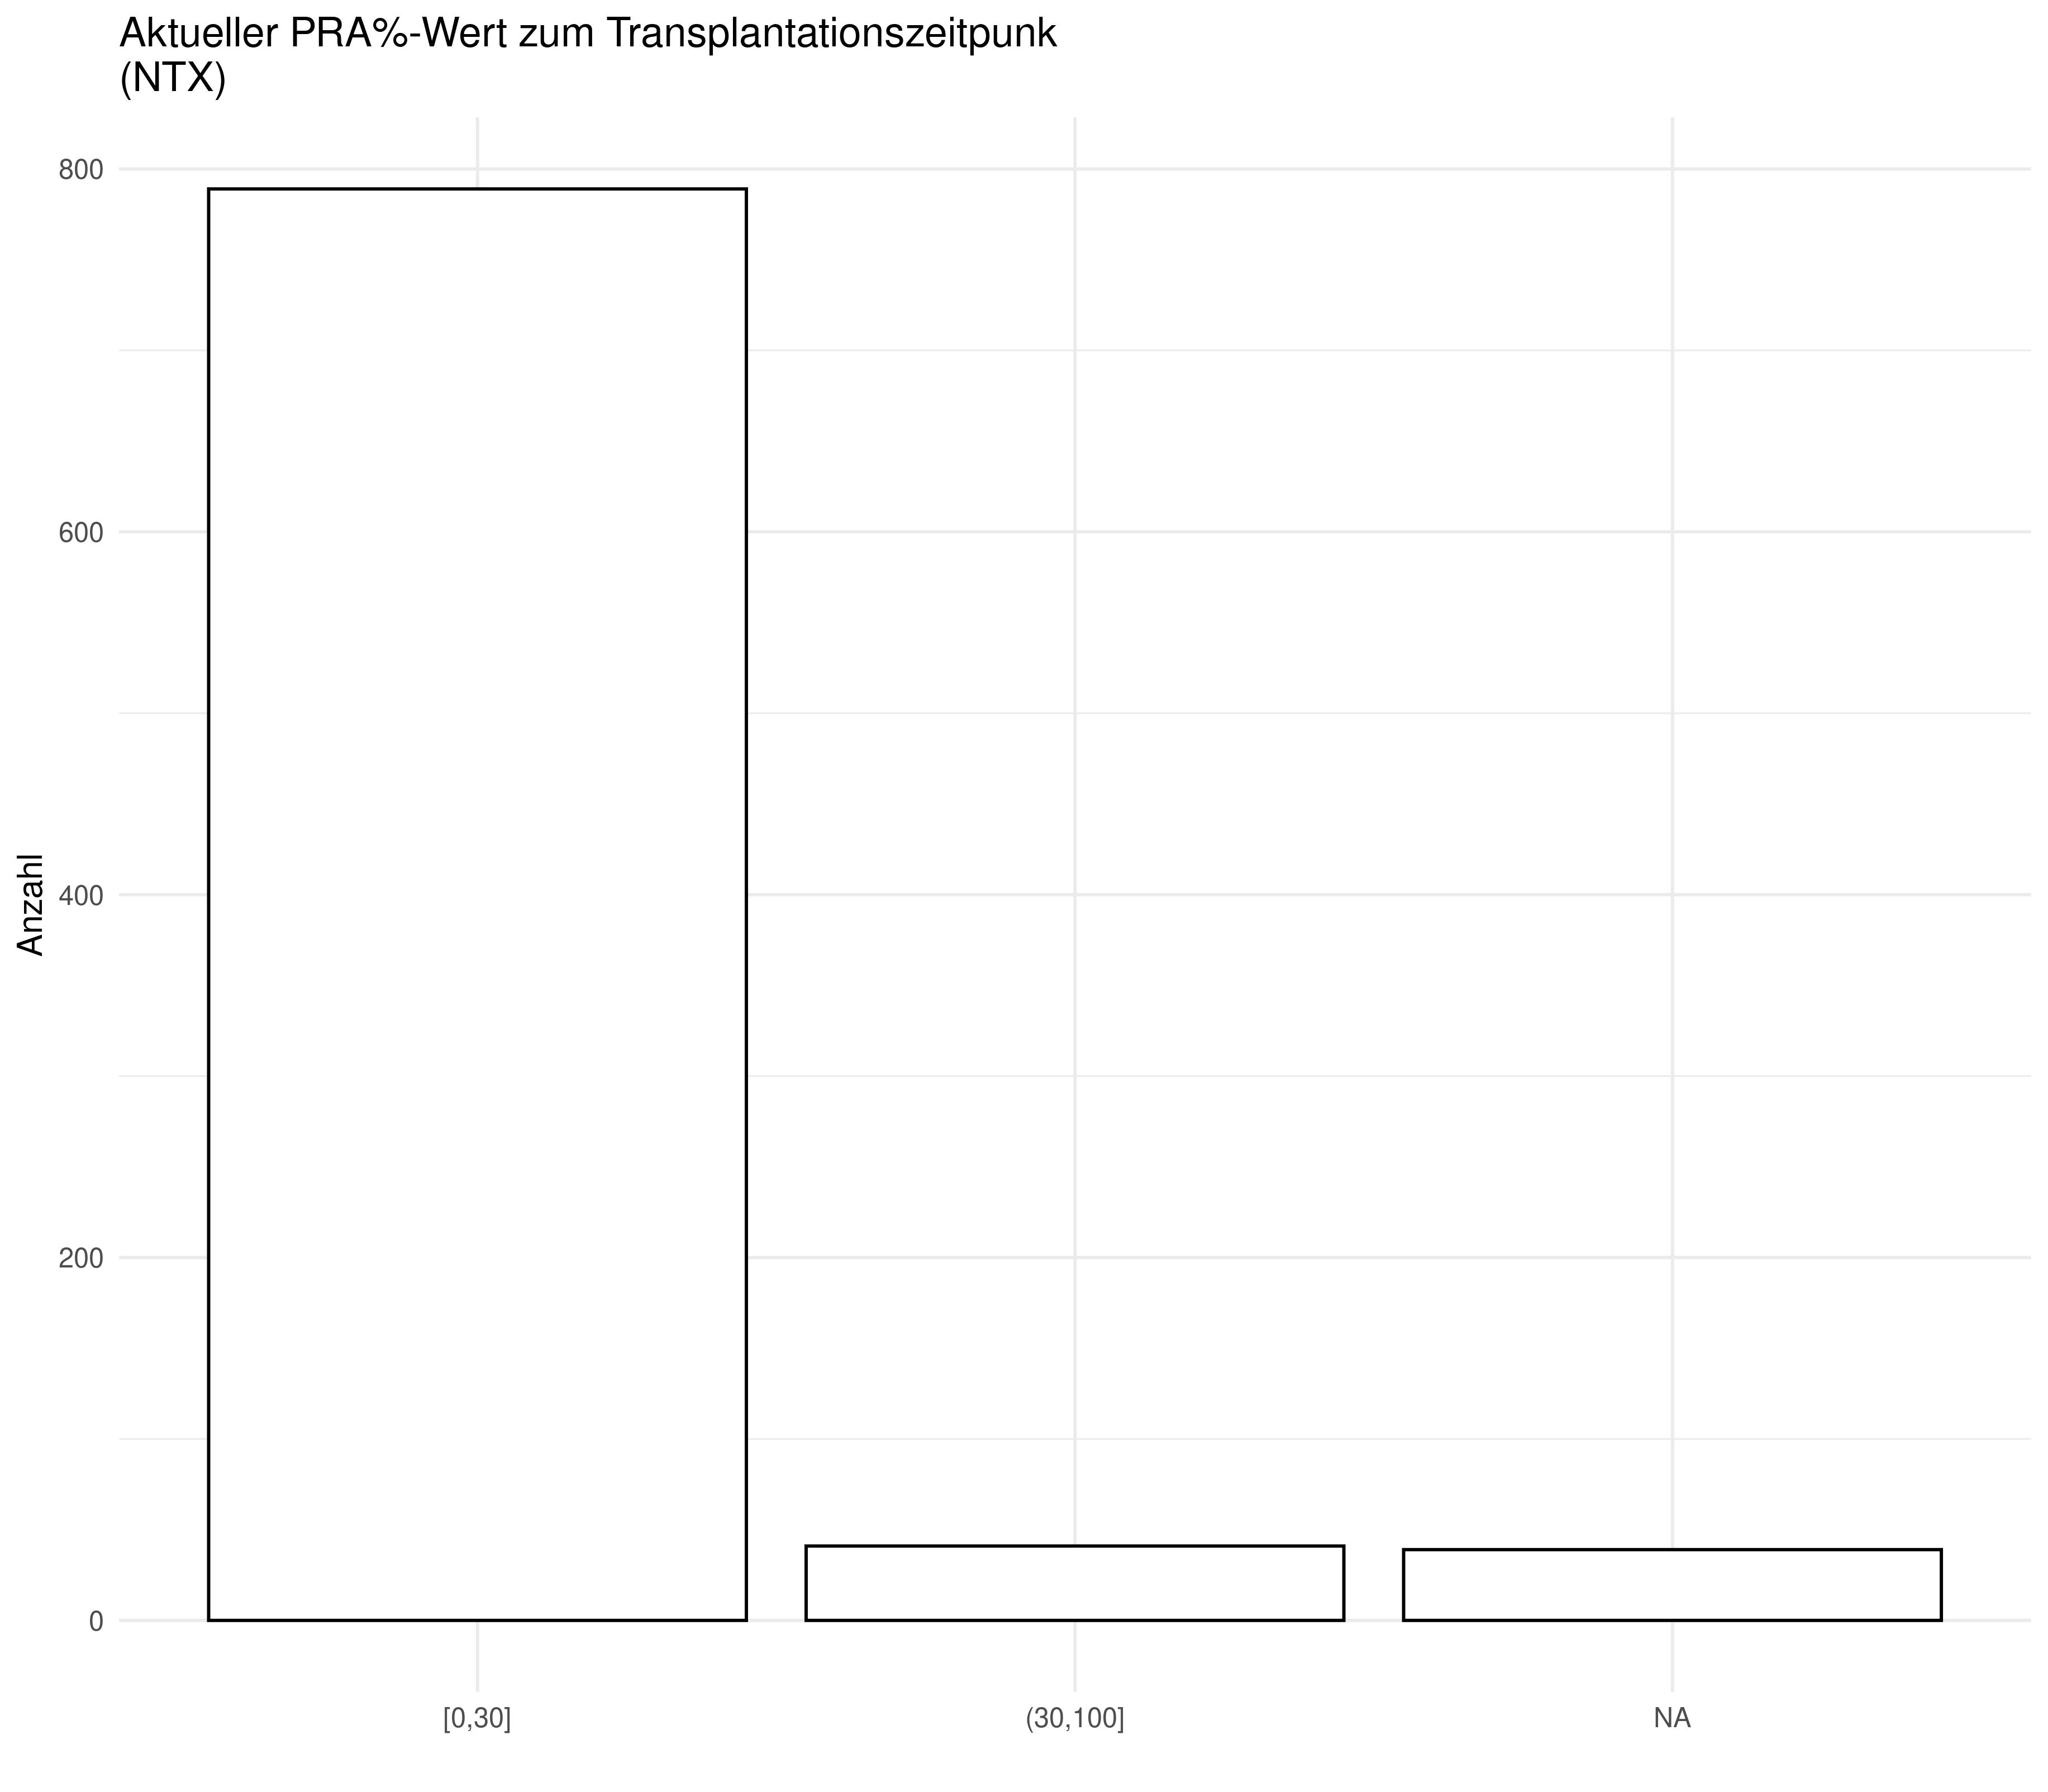 Aktueller PRA%-Wert zum Transplantationszeitpunk
(NTX)
800
600
400
200
0
Anzahl
[0,30]
(30,100]
NA